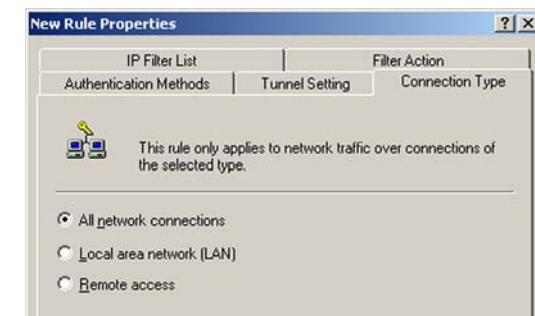 New Rule Properties
IP Filter List
Filter Action
Authentication Methods
Tunnel Setting
Connection Type
This rule only applies to network traffic over connections of
the selected type.
All network connections
Local area network (LAN)
Remote access